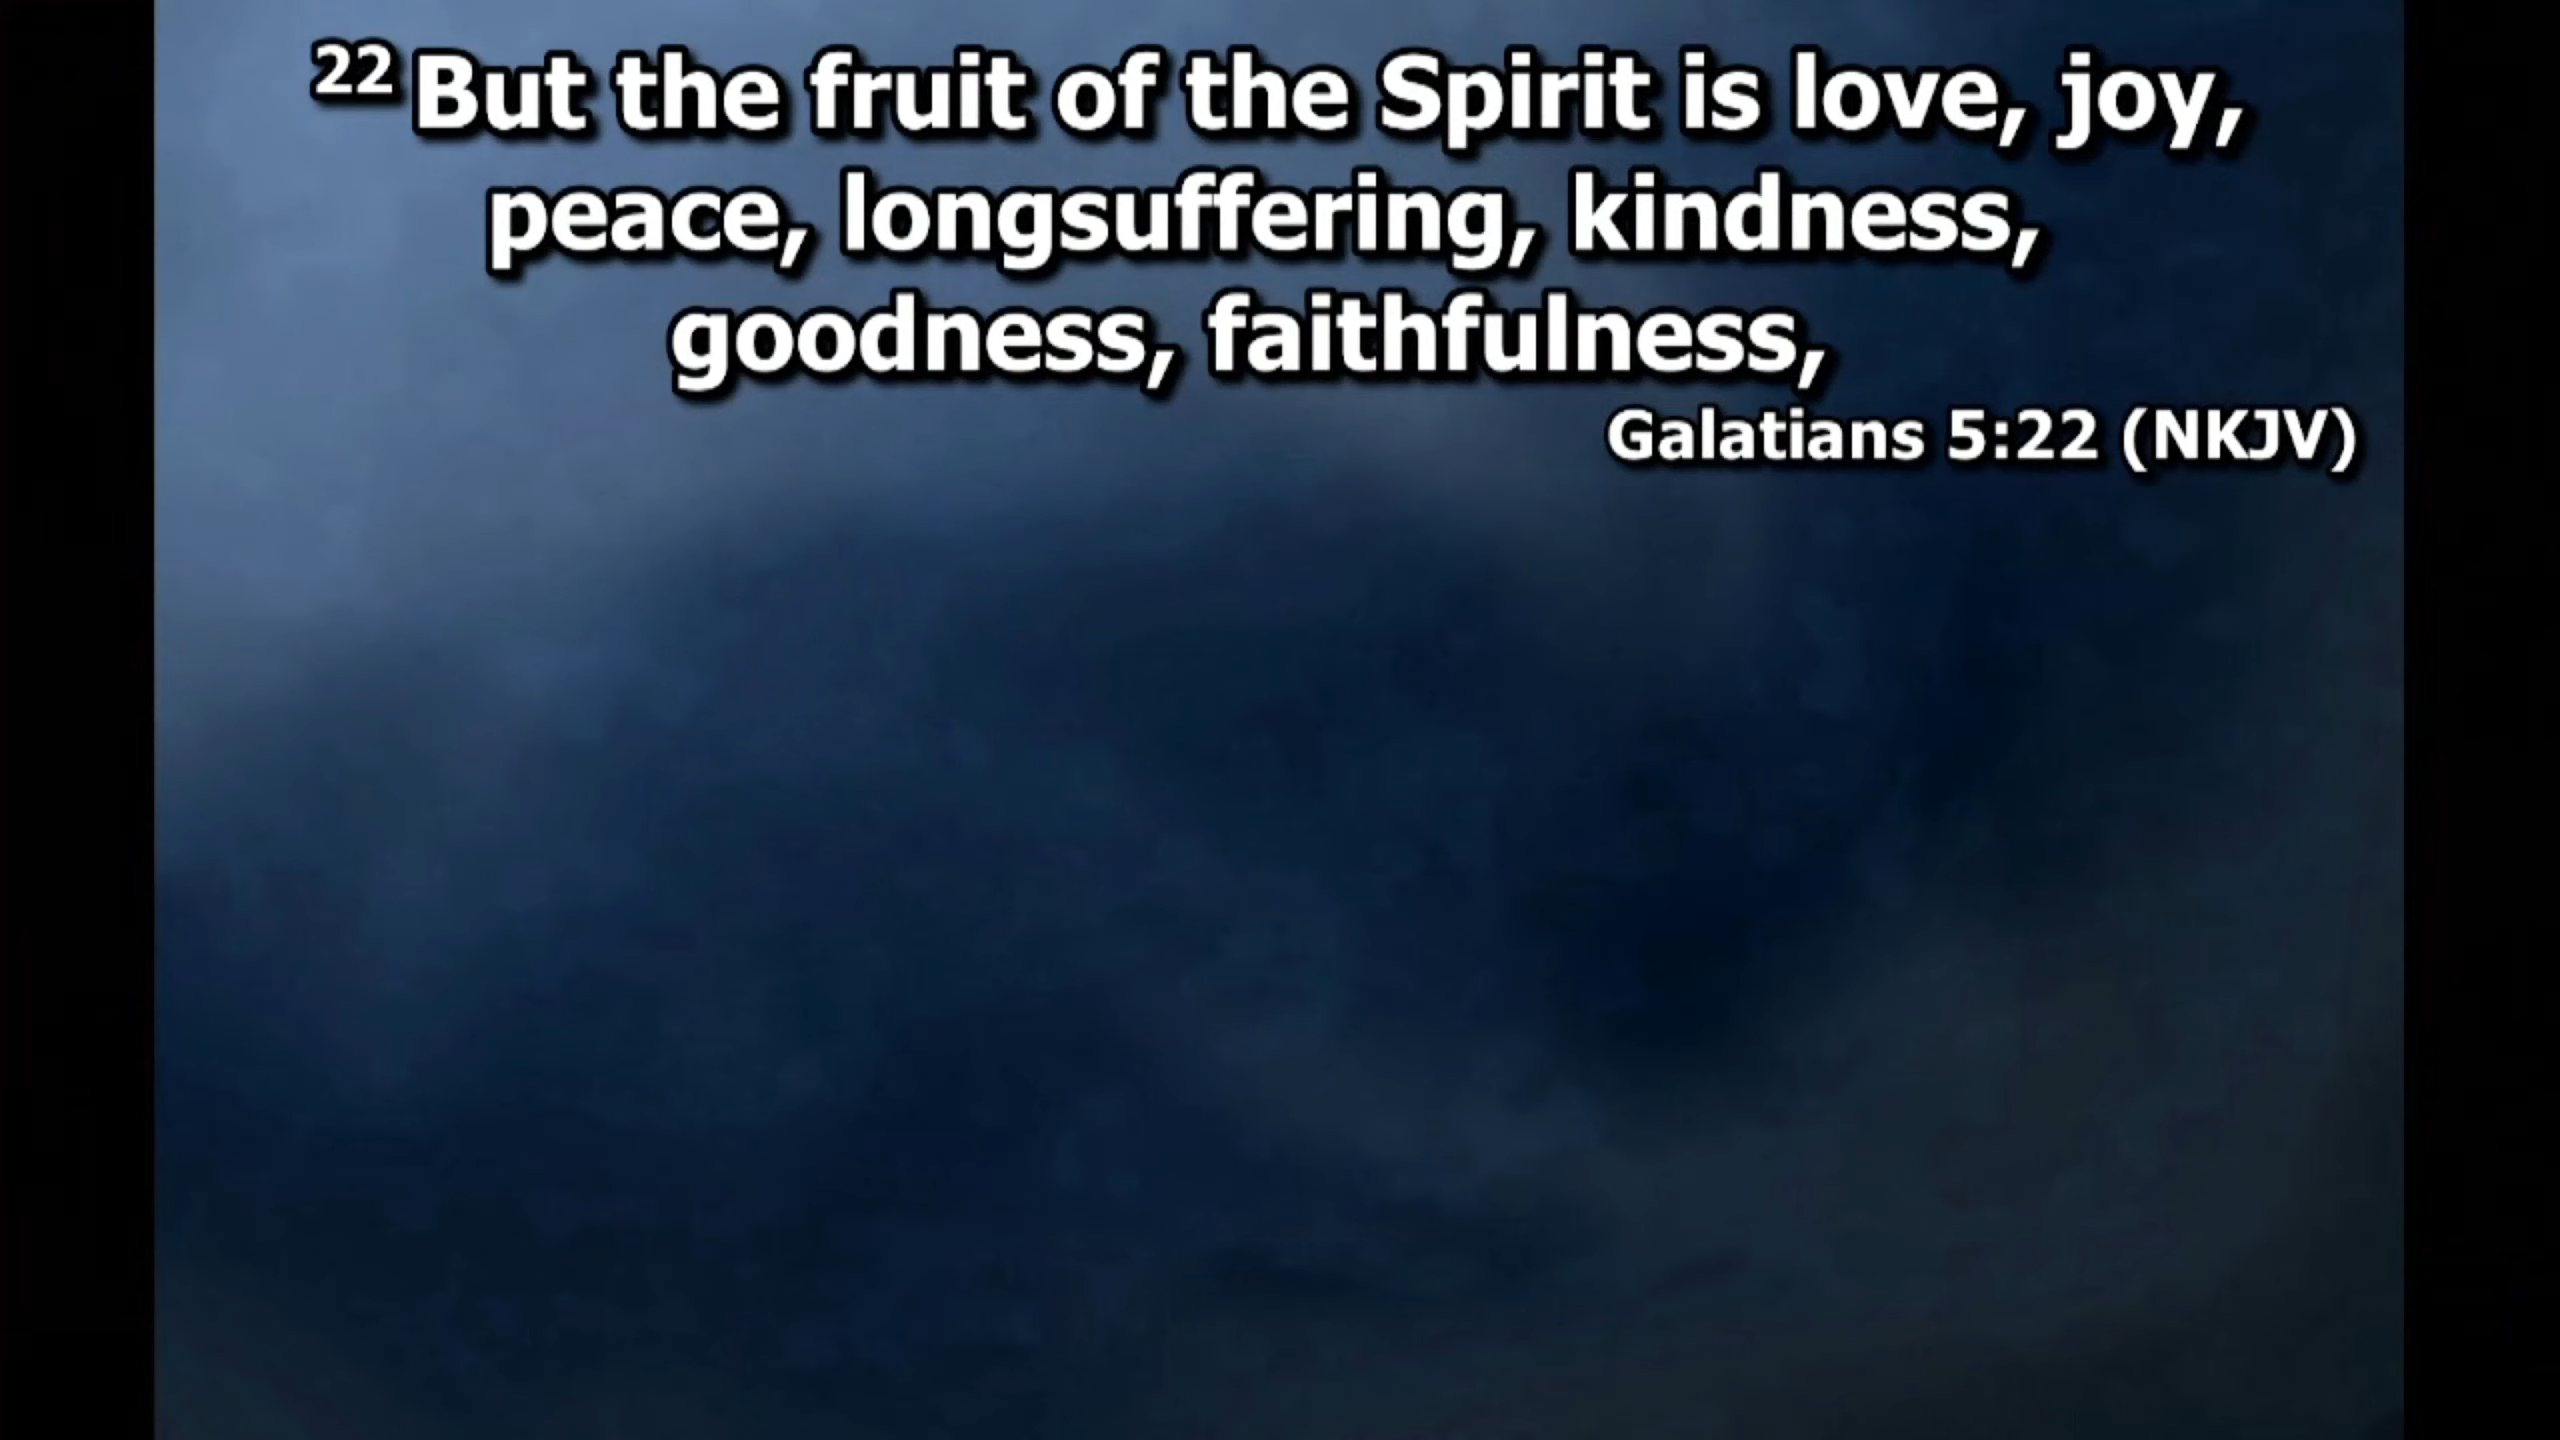 22 But the fruit of the Spirit is love, joy,
peace, longsuffering, kindness,
goodness, faithfulness,
Galatians 5:22 (NKJV)